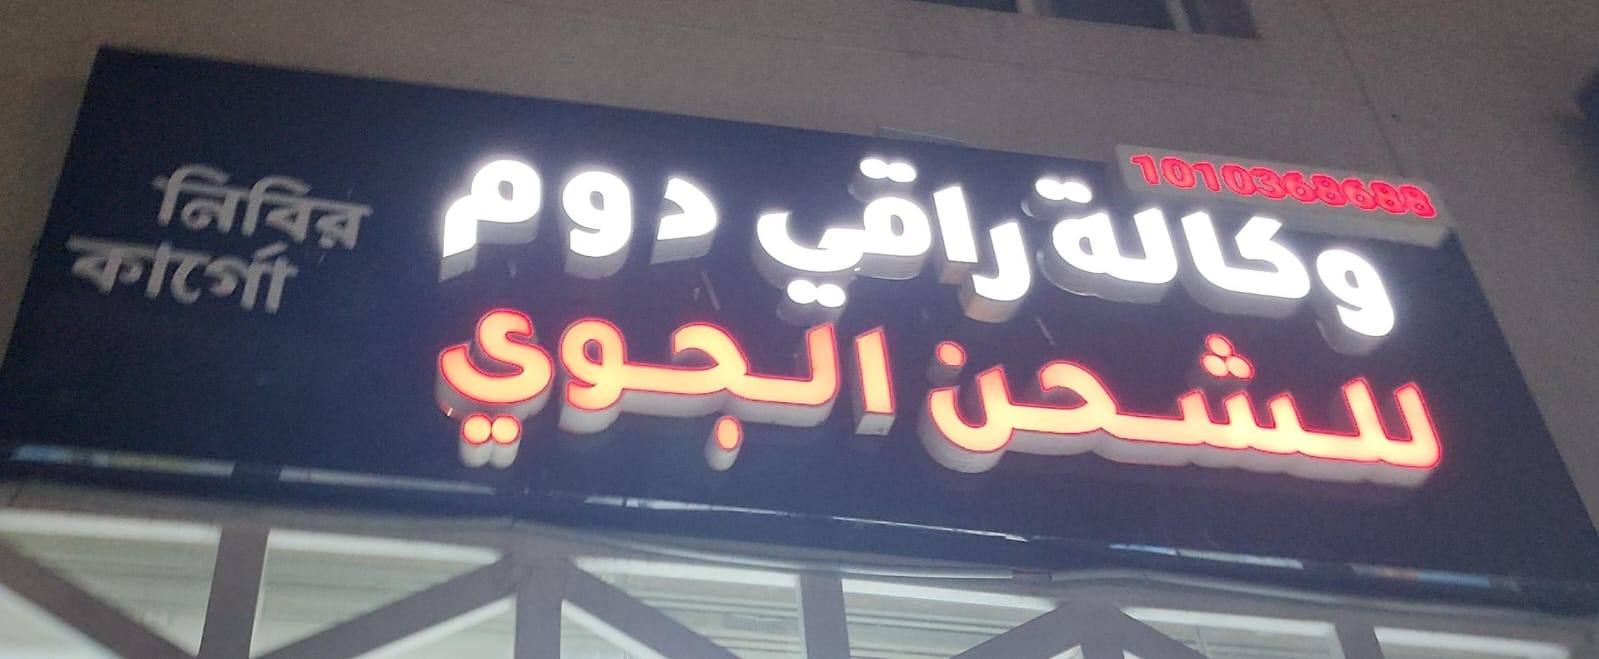 1010368688
وكالة راقي دوم
للشحن الجوي
নিবির
কার্গো